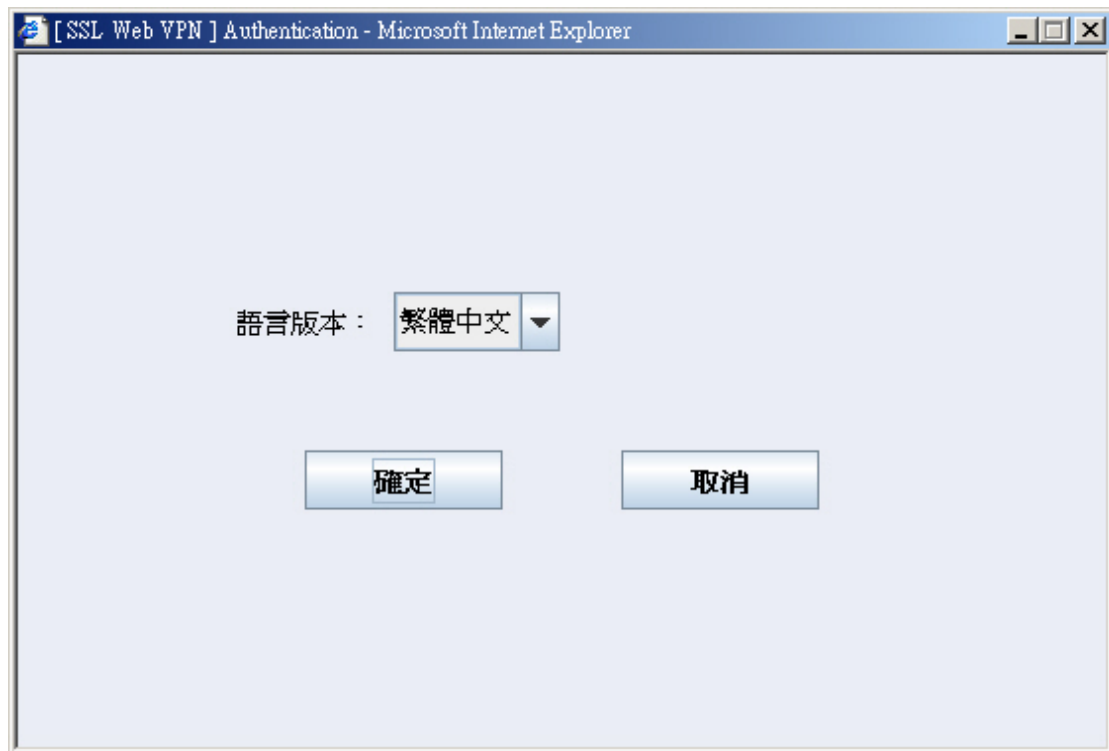 [ SSL Web VPN ] Authentication - Microsoft Internet Explorer
語言版本： 繁體中文
確定 取消